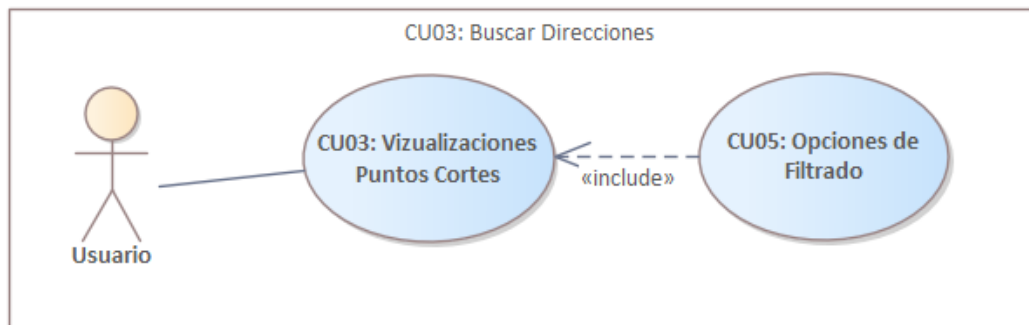 CU03: Buscar Direcciones
CU03: Vizualizaciones
Puntos Cortes
CU05: Opciones de
Filtrado
«include»
Usuario